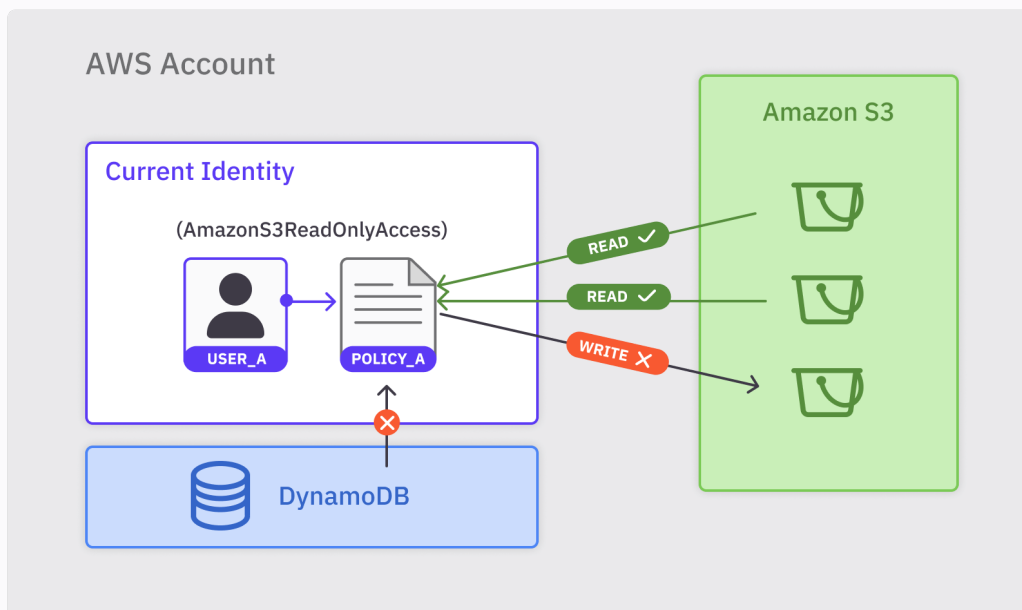 AWS Account
Amazon S3
Current Identity
(AmazonS3ReadOnlyAccess)
READ
READ
WRITE
USER_A
POLICY_A
DynamoDB